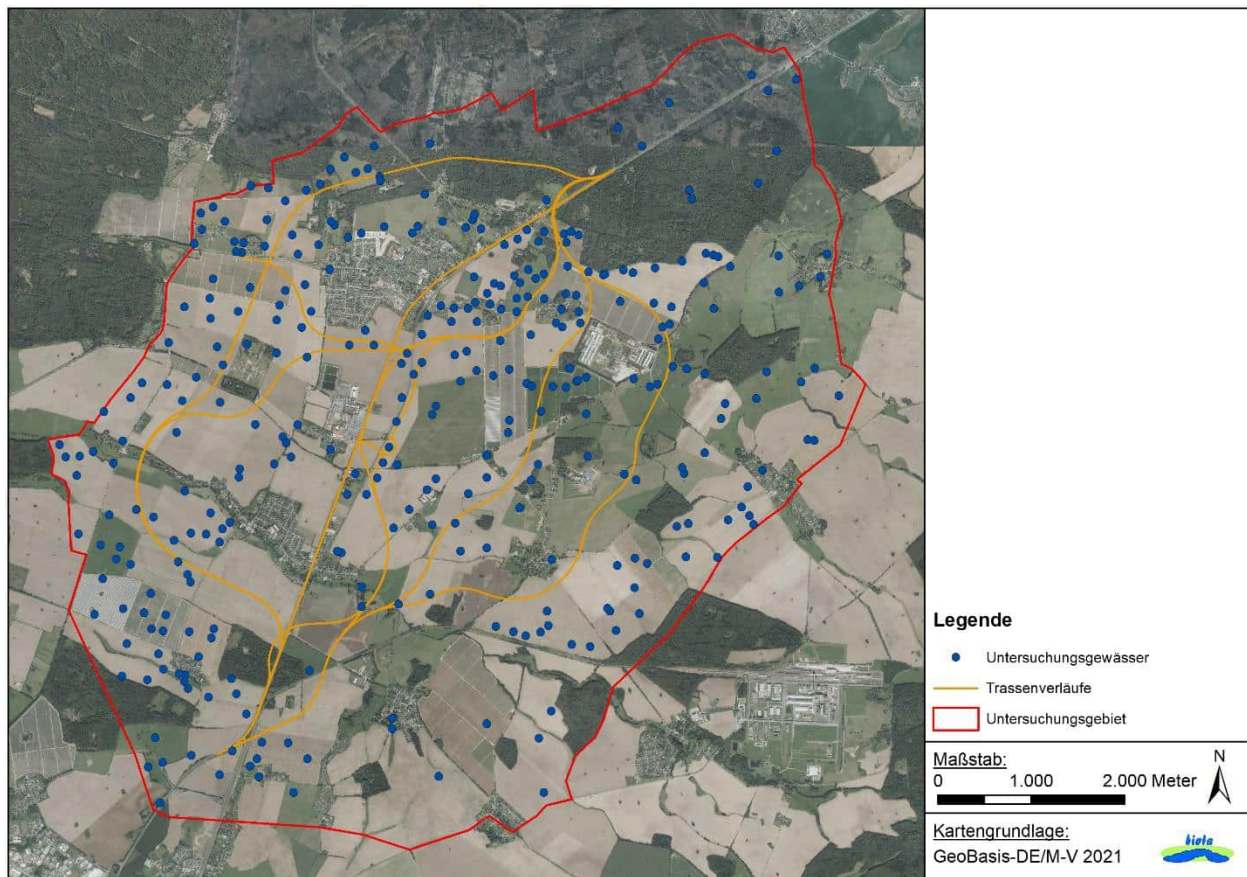 Legende
Untersuchungsgewässer
Trassenverläufe
Untersuchungsgebiet
Maßstab:
0 1.000 2.000 Meter
N
Kartengrundlage:
GeoBasis-DE/M-V 2021
biota